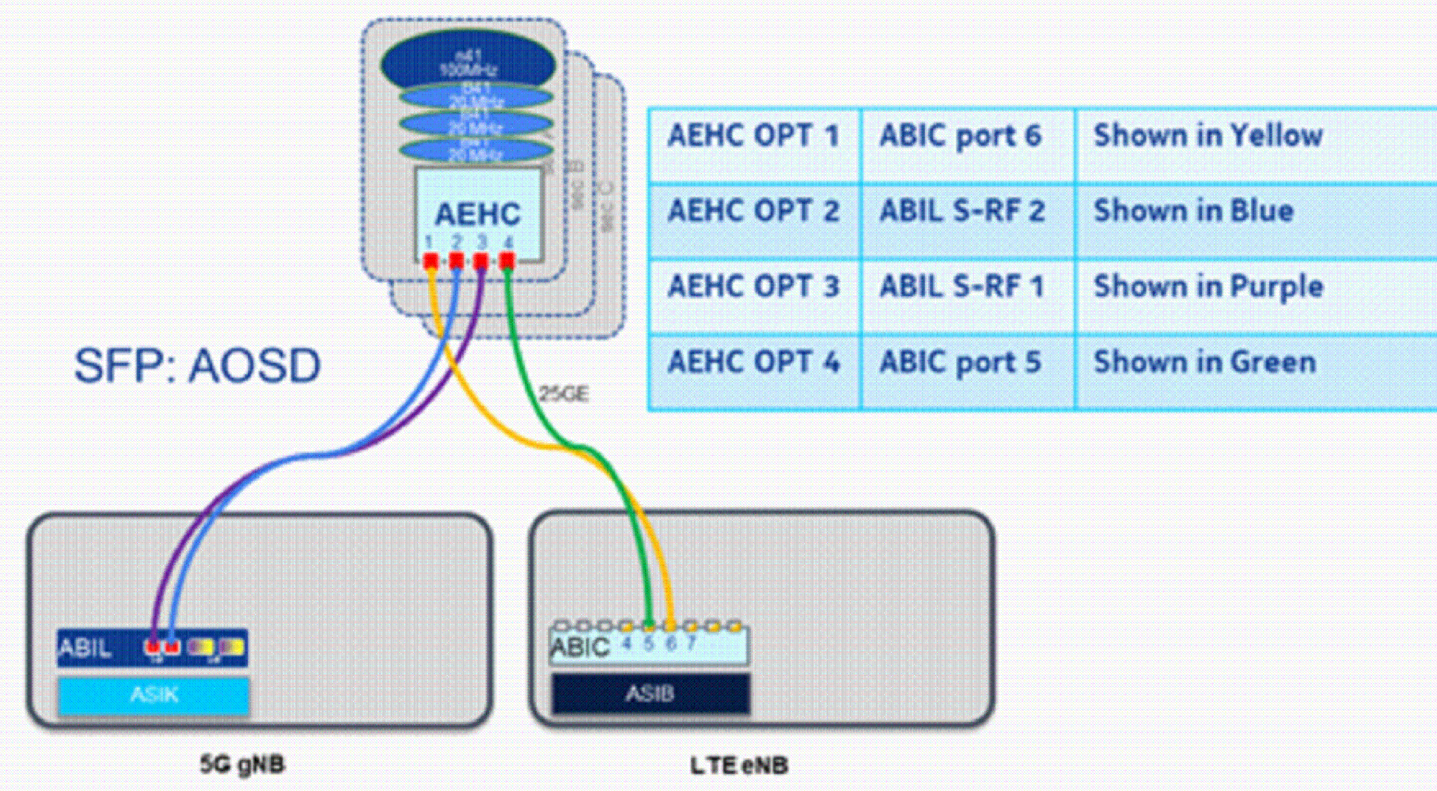 n41
100MHz
B41
20 MHz
B41
20 MHz
B41
20 MHz
sec B
sec C
AEHC
1 2 3 4
AEHC OPT 1 ABIC port 6 Shown in Yellow
AEHC OPT 2 ABIL S-RF 2 Shown in Blue
AEHC OPT 3 ABIL S-RF 1 Shown in Purple
AEHC OPT 4 ABIC port 5 Shown in Green
SFP: AOSD
25GE
ABIL
ASIK
ABIC 4 5 6 7
ASIB
5G gNB
LTE eNB